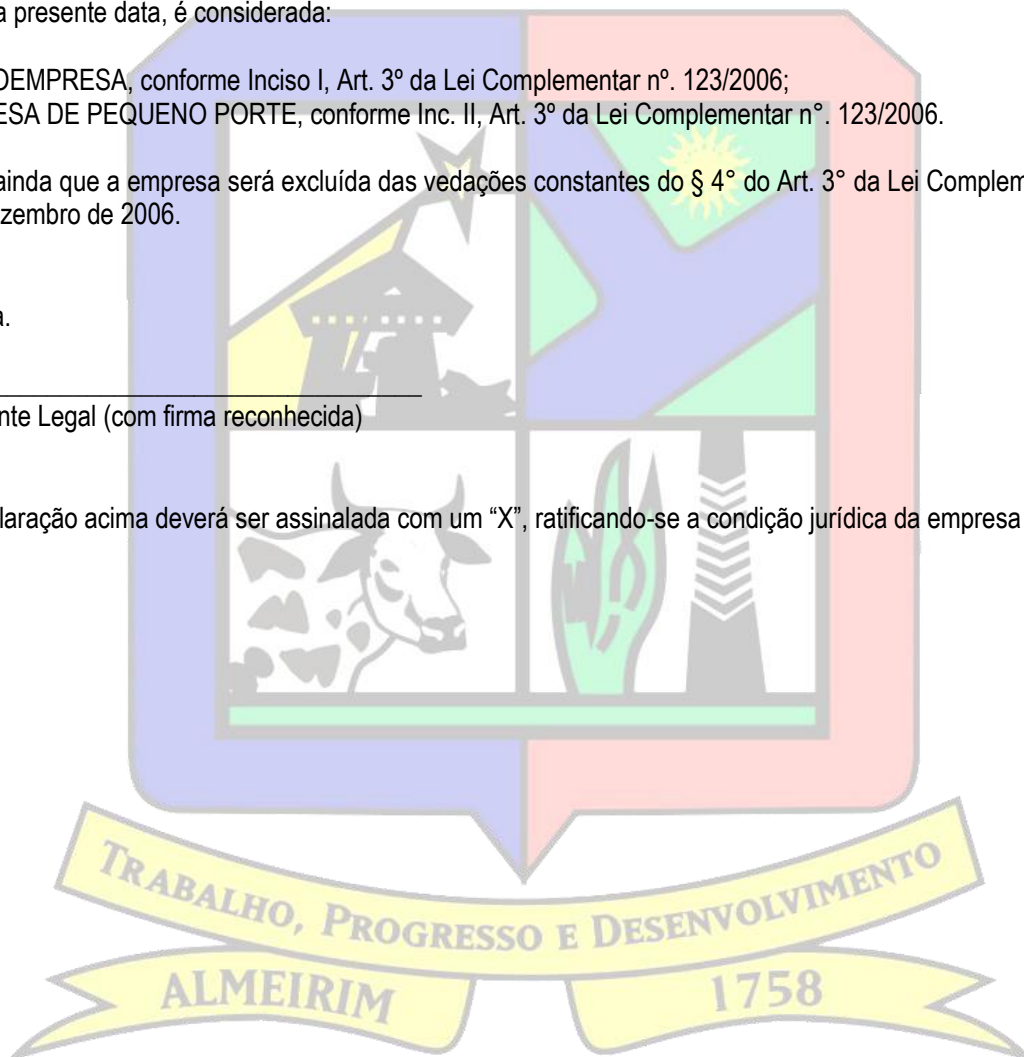 a presente data, é considerada:
OEMPRESA, conforme Inciso I, Art. 3º da Lei Complementar nº. 123/2006;
ESA DE PEQUENO PORTE, conforme Inc. II, Art. 3º da Lei Complementar n°. 123/2006.
ainda que a empresa será excluída das vedações constantes do § 4° do Art. 3° da Lei Complem
zembro de 2006.
a.
nte Legal (com firma reconhecida)
laração acima deverá ser assinalada com um “X”, ratificando-se a condição jurídica da empresa
TRABALHO, PROGRESSO E DESENVOLVIMENTO
ALMEIRIM 1758